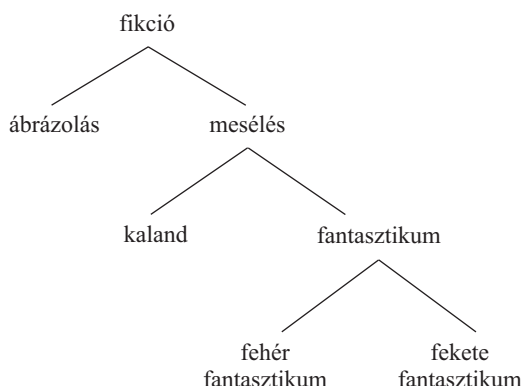 fikció
ábrázolás mesélés
kaland fantasztikum
fehér fekete
fantasztikum fantasztikum